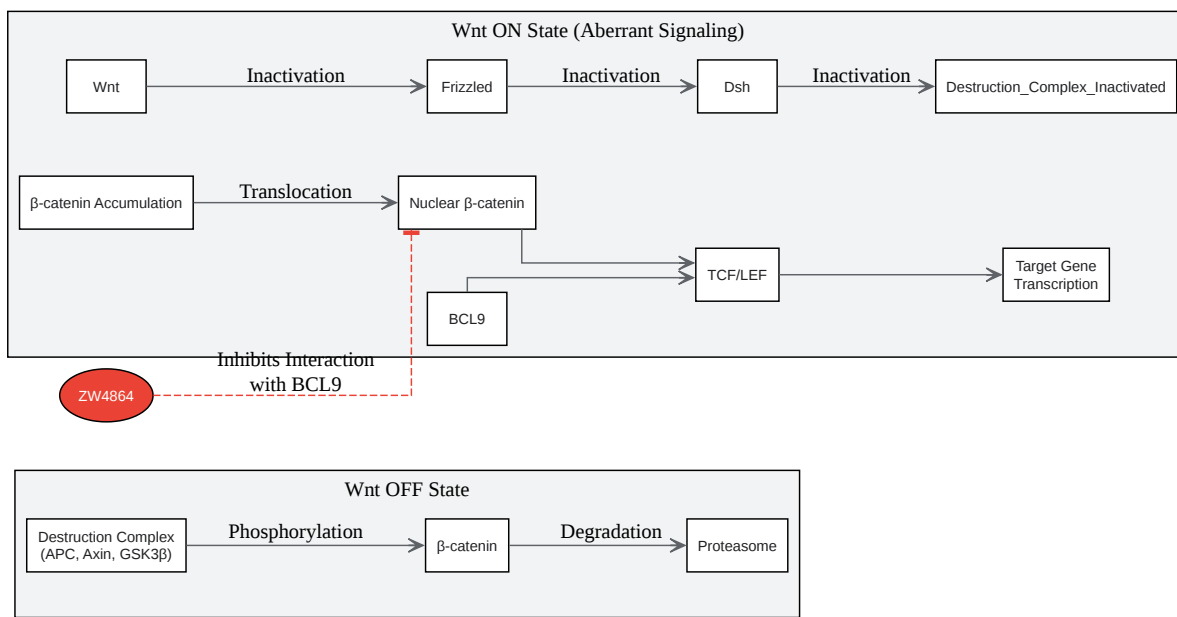 Wnt ON State (Aberrant Signaling)
Wnt
Inactivation
Frizzled
Inactivation
Dsh
Inactivation
Destruction_Complex_Inactivated
β-catenin Accumulation
Translocation
Nuclear β-catenin
TCF/LEF
Target Gene
Transcription
BCL9
Inhibits Interaction
with BCL9
ZW4864
Wnt OFF State
Destruction Complex
(APC, Axin, GSK3β)
Phosphorylation
β-catenin
Degradation
Proteasome